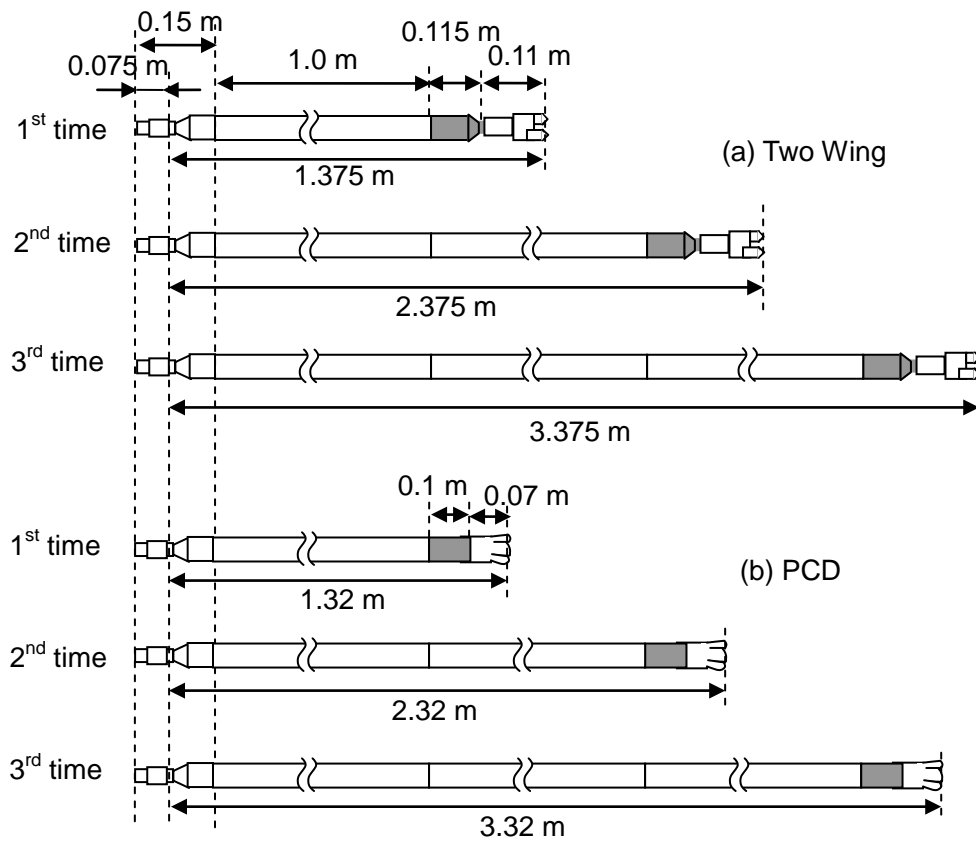 0.15 m
0.115 m
0.11 m
1.0 m
0.075 m
1st time
(a) Two Wing
1.375 m
2nd time
2.375 m
3rd time
3.375 m
0.1 m
0.07 m
1st time
(b) PCD
1.32 m
2nd time
2.32 m
3rd time
3.32 m